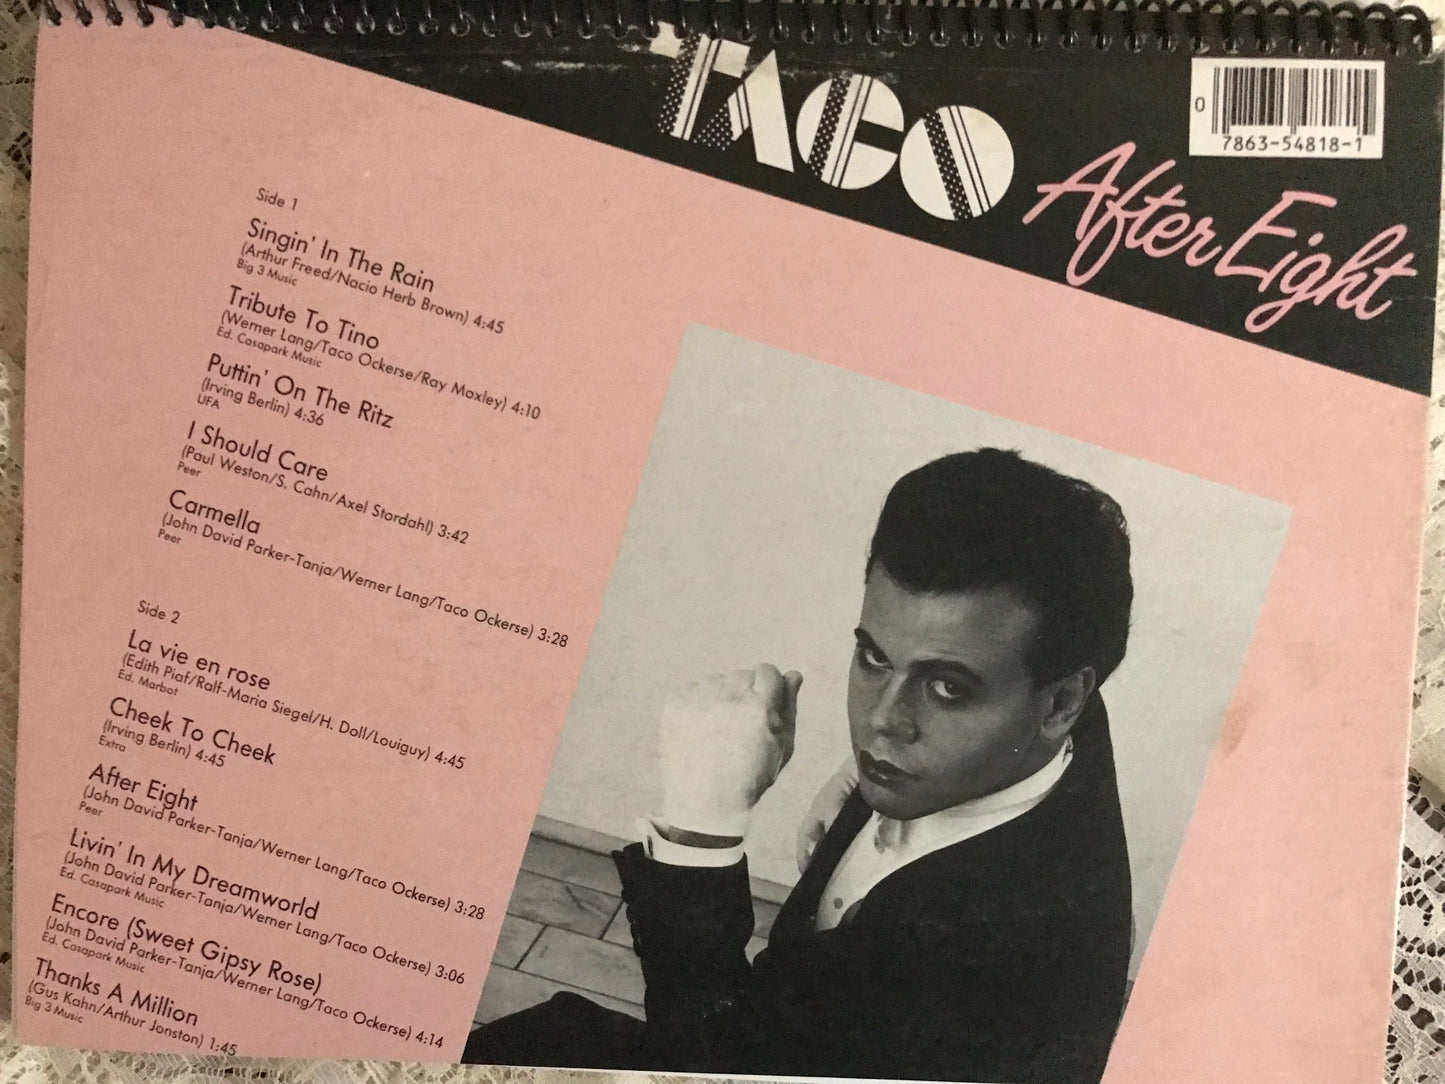 TACO
After Eight
0
7863-54818-1
Side 1
Singin' In The Rain
(Arthur Freed/Nacio Herb Brown) 4:45
Big 3 Music
Tribute To Tino
(Werner Lang/Taco Ockerse/Ray Moxley) 4:10
Ed. Casapark Music
Puttin' On The Ritz
(Irving Berlin) 4:36
UFA
I Should Care
(Paul Weston/S. Cahn/Axel Stordahl) 3:42
Peer
Carmella
(John David Parker-Tanja/Werner Lang/Taco Ockerse) 3:28
Peer
Side 2
La vie en rose
(Edith Piaf/Ralf-Maria Siegel/H. Doll/Louiguy) 4:45
Ed. Marbot
Cheek To Cheek
(Irving Berlin) 4:45
Extra
After Eight
(John David Parker-Tanja/Werner Lang/Taco Ockerse) 3:28
Peer
Livin' In My Dreamworld
(John David Parker-Tanja/Werner Lang/Taco Ockerse) 3:06
Ed. Casapark Music
Encore (Sweet Gipsy Rose)
(John David Parker-Tanja/Werner Lang/Taco Ockerse) 4:14
Ed. Casapark Music
Thanks A Million
(Gus Kahn/Arthur Jonston) 1:45
Big 3 Music